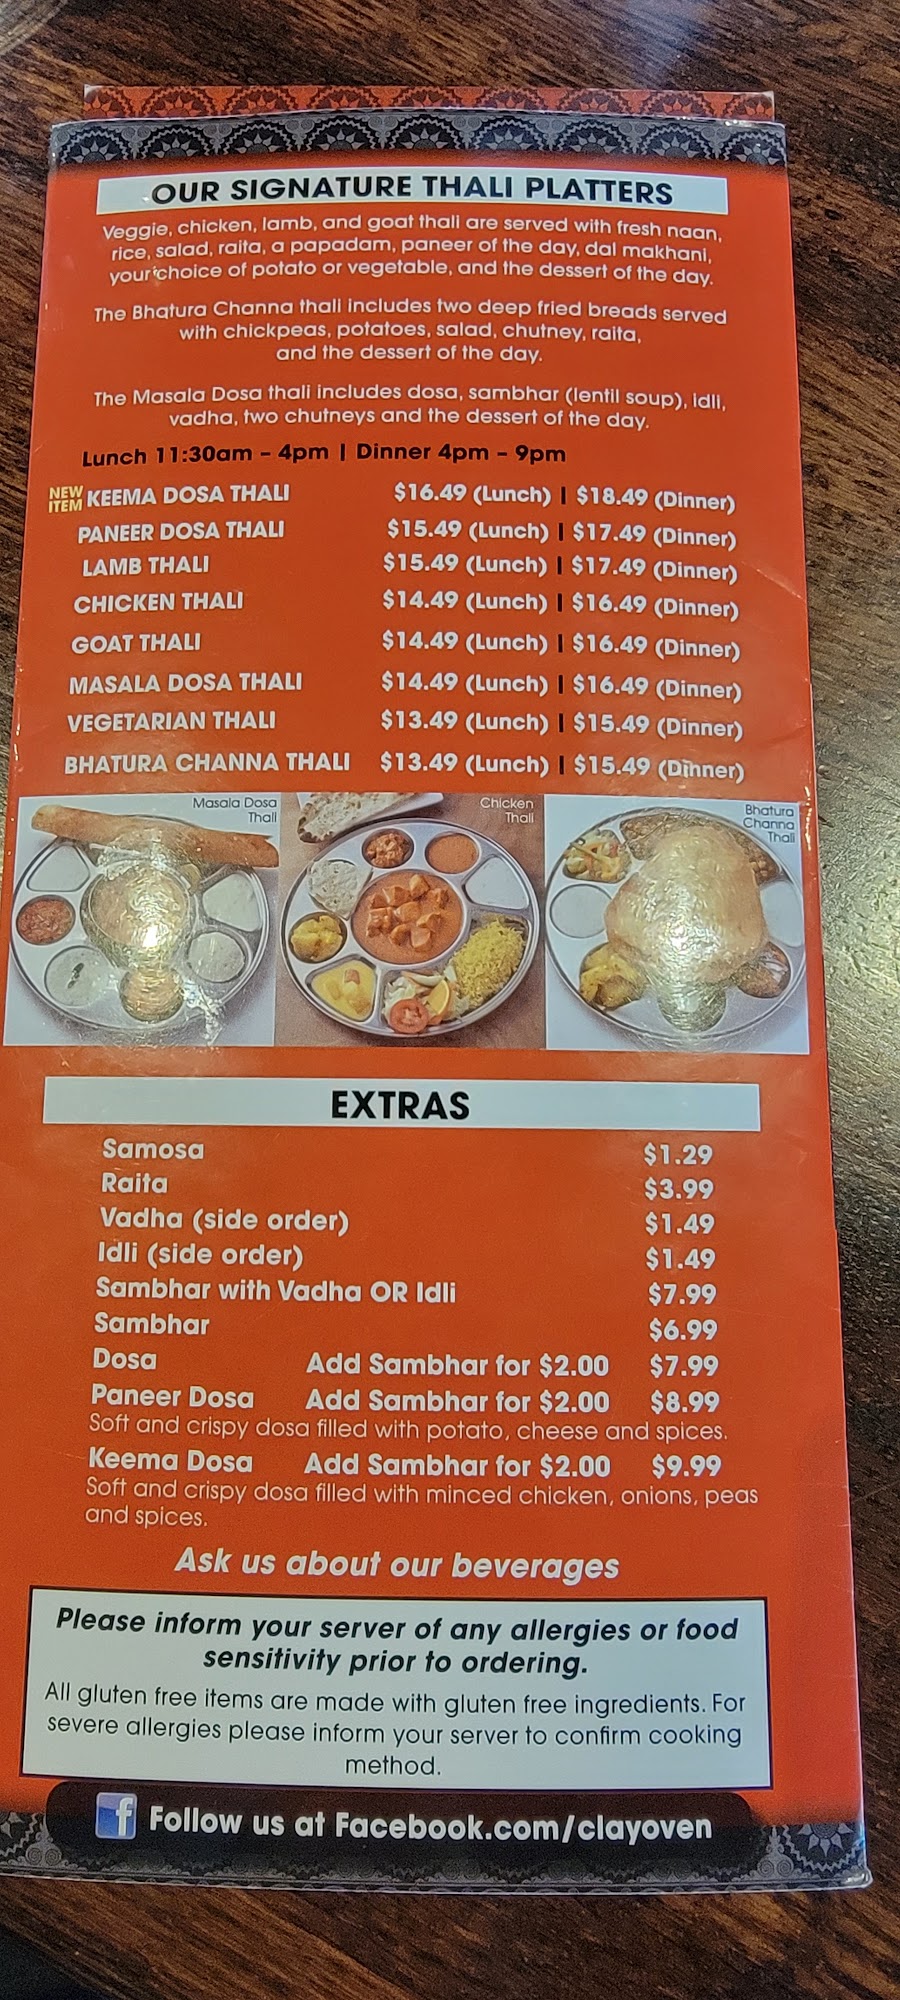 OUR SIGNATURE THALI PLATTERS
Veggie, chicken, lamb, and goat thali are served with fresh naan,
rice, salad, raita, a papadam, paneer of the day, dal makhani,
your choice of potato or vegetable, and the dessert of the day.
The Bhatura Channa thali includes two deep fried breads served
with chickpeas, potatoes, salad, chutney, raita,
and the dessert of the day.
The Masala Dosa thali includes dosa, sambhar (lentil soup), idli,
vadha, two chutneys and the dessert of the day.
Lunch 11:30am - 4pm | Dinner 4pm - 9pm
NEW ITEM KEEMA DOSA THALI $16.49 (Lunch) | $18.49 (Dinner)
PANEER DOSA THALI $15.49 (Lunch) | $17.49 (Dinner)
LAMB THALI $15.49 (Lunch) | $17.49 (Dinner)
CHICKEN THALI $14.49 (Lunch) | $16.49 (Dinner)
GOAT THALI $14.49 (Lunch) | $16.49 (Dinner)
MASALA DOSA THALI $14.49 (Lunch) | $16.49 (Dinner)
VEGETARIAN THALI $13.49 (Lunch) | $15.49 (Dinner)
BHATURA CHANNA THALI $13.49 (Lunch) | $15.49 (Dinner)
Masala Dosa
Thali
Chicken
Thali
Bhatura
Channa
Thali
EXTRAS
Samosa $1.29
Raita $3.99
Vadha (side order) $1.49
Idli (side order) $1.49
Sambhar with Vadha OR Idli $7.99
Sambhar $6.99
Dosa Add Sambhar for $2.00 $7.99
Paneer Dosa Add Sambhar for $2.00 $8.99
Soft and crispy dosa filled with potato, cheese and spices.
Keema Dosa Add Sambhar for $2.00 $9.99
Soft and crispy dosa filled with minced chicken, onions, peas
and spices.
Ask us about our beverages
Please inform your server of any allergies or food
sensitivity prior to ordering.
All gluten free items are made with gluten free ingredients. For
severe allergies please inform your server to confirm cooking
method.
f Follow us at Facebook.com/clayoven